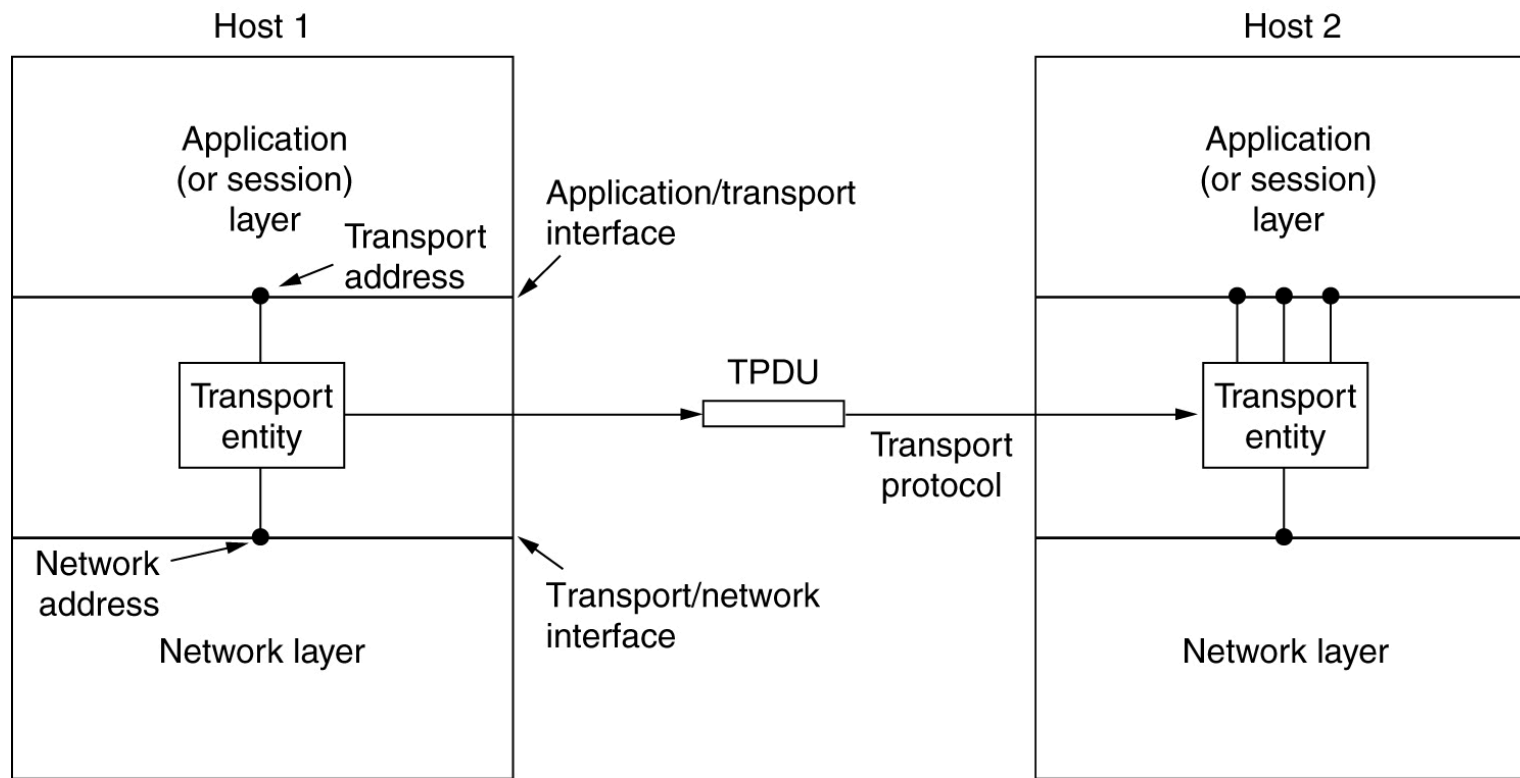 Host 1
Host 2
Application
(or session)
layer
Transport
address
Application/transport
interface
Application
(or session)
layer
Transport
entity
TPDU
Transport
protocol
Transport
entity
Network
address
Transport/network
interface
Network layer
Network layer